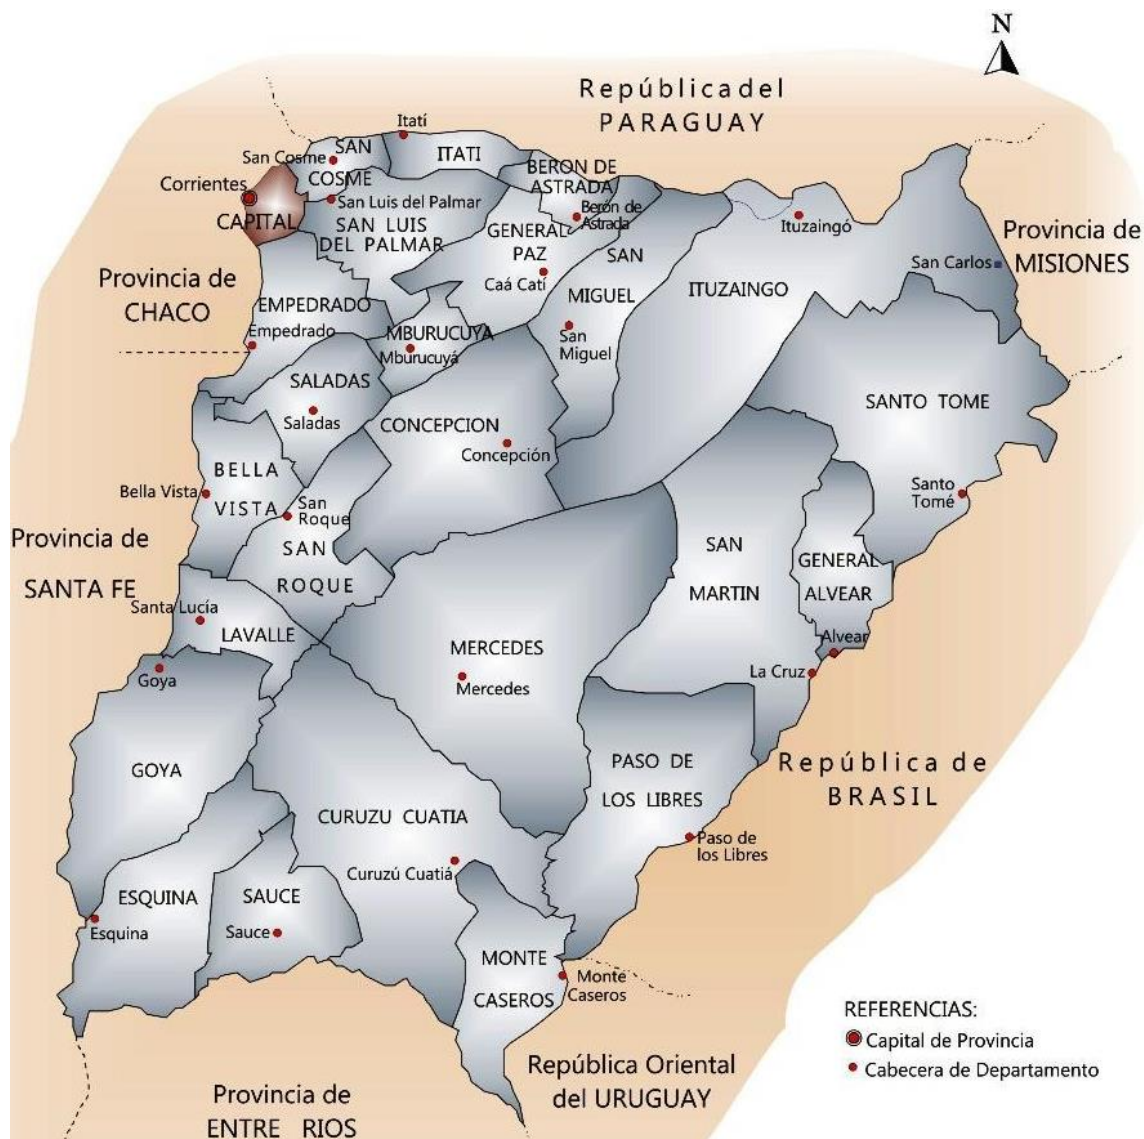 N
República del
PARAGUAY
Itatí
SAN
COSME
San Cosme
ITATI
BERON DE
ASTRADA
Corrientes
CAPITAL
San Luis del Palmar
SAN LUIS
DEL PALMAR
Berón de
Astrada
GENERAL
PAZ
Caá Catí
SAN
MIGUEL
San
Miguel
Ituzaingó
ITUZAINGO
San Carlos
Provincia de
MISIONES
Provincia de
CHACO
EMPEDRADO
Empedrado
MBURUCUYA
Mburucuyá
SALADAS
Saladas
CONCEPCION
Concepción
SANTO TOME
Santo
Tomé
BELLA
VISTA
Bella Vista
San
Roque
SAN
ROQUE
Provincia de
SANTA FE
SAN
MARTIN
GENERAL
ALVEAR
Alvear
La Cruz
Santa Lucía
LAVALLE
MERCEDES
Mercedes
Goya
GOYA
PASO DE
LOS LIBRES
Paso de
los Libres
República de
BRASIL
CURUZU CUATIA
Curuzú Cuatiá
ESQUINA
Esquina
SAUCE
Sauce
MONTE
CASEROS
Monte
Caseros
República Oriental
del URUGUAY
Provincia de
ENTRE RIOS
REFERENCIAS:
Capital de Provincia
Cabecera de Departamento